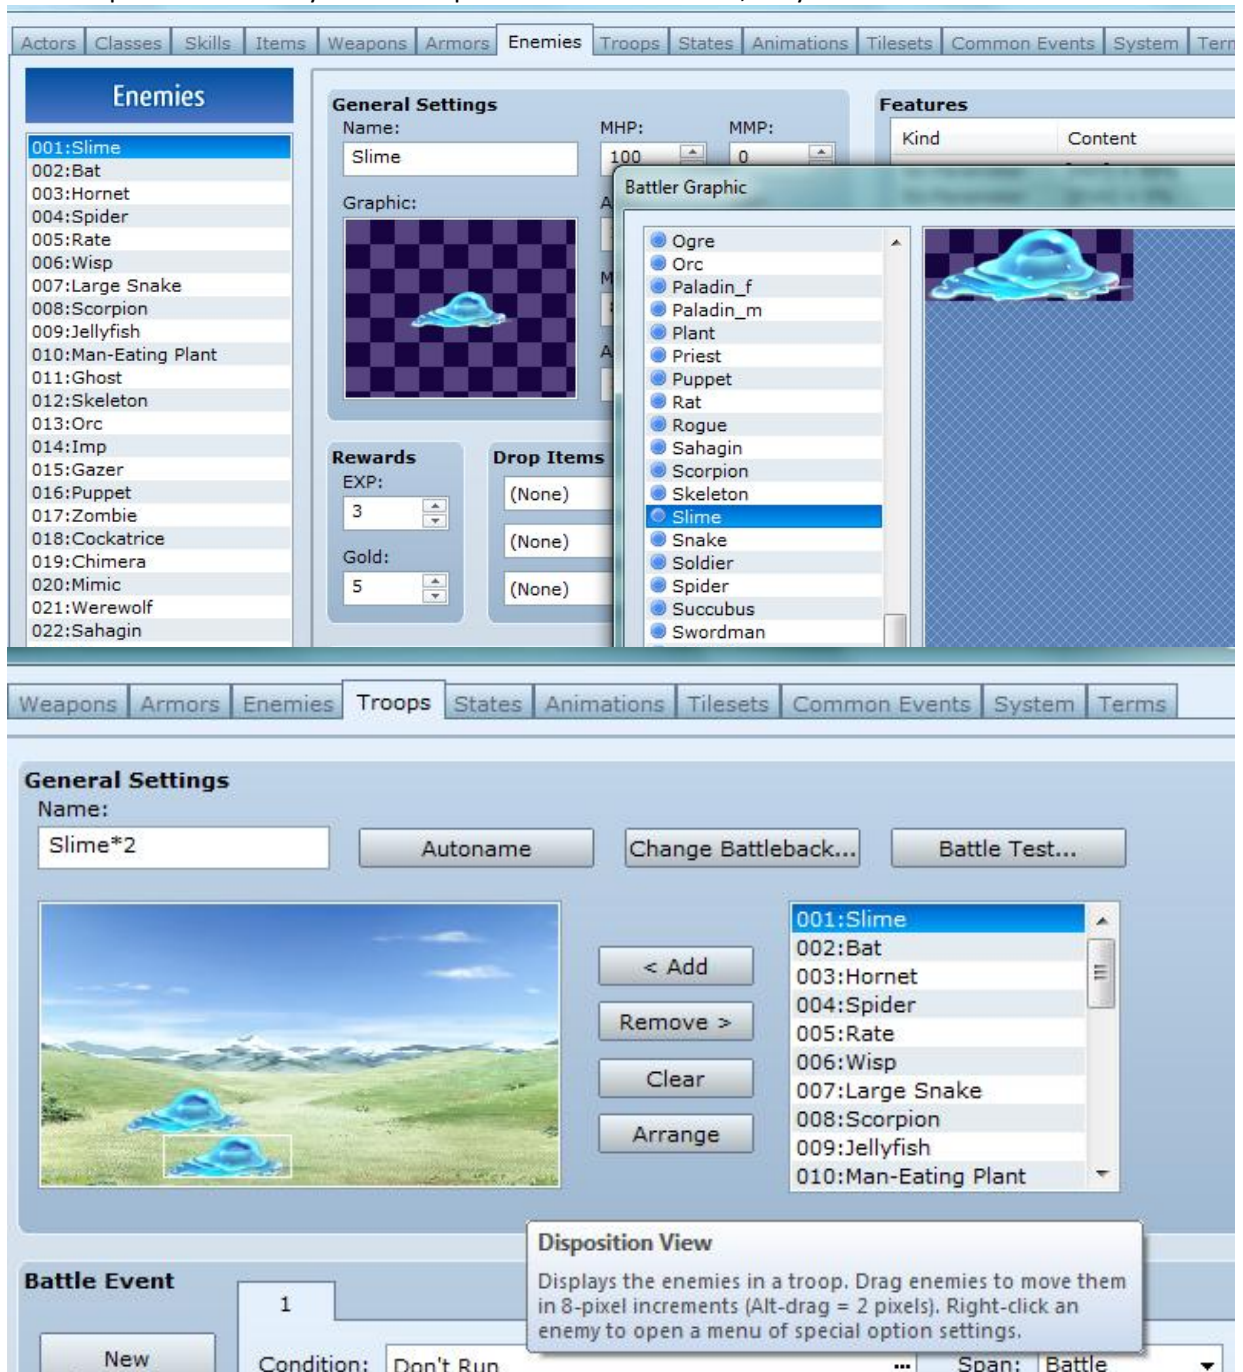 Actors Classes Skills Items Weapons Armors Enemies Troops States Animations Tilesets Common Events System
Enemies
001:Slime
002:Bat
003:Hornet
004:Spider
005:Rate
006:Wisp
007:Large Snake
008:Scorpion
009:Jellyfish
010:Man-Eating Plant
011:Ghost
012:Skeleton
013:Orc
014:Imp
015:Gazer
016:Puppet
017:Zombie
018:Cockatrice
019:Chimera
020:Mimic
021:Werewolf
022:Sahagin
General Settings
Name:
MHP:
MMP:
Slime
100
0
Graphic:
Rewards
EXP:
3
Gold:
5
Drop Items
(None)
(None)
(None)
Features
Kind
Content
Battler Graphic
Ogre
Orc
Paladin_f
Paladin_m
Plant
Priest
Puppet
Rat
Rogue
Sahagin
Scorpion
Skeleton
Slime
Snake
Soldier
Spider
Succubus
Swordman
Weapons Armors Enemies Troops States Animations Tilesets Common Events System Terms
General Settings
Name:
Slime*2
Autoname
Change Battleback...
Battle Test...
< Add
Remove >
Clear
Arrange
001:Slime
002:Bat
003:Hornet
004:Spider
005:Rate
006:Wisp
007:Large Snake
008:Scorpion
009:Jellyfish
010:Man-Eating Plant
Disposition View
Displays the enemies in a troop. Drag enemies to move them
in 8-pixel increments (Alt-drag = 2 pixels). Right-click an
enemy to open a menu of special option settings.
Battle Event
1
New
Condition: Don't Run ... Span: Battle